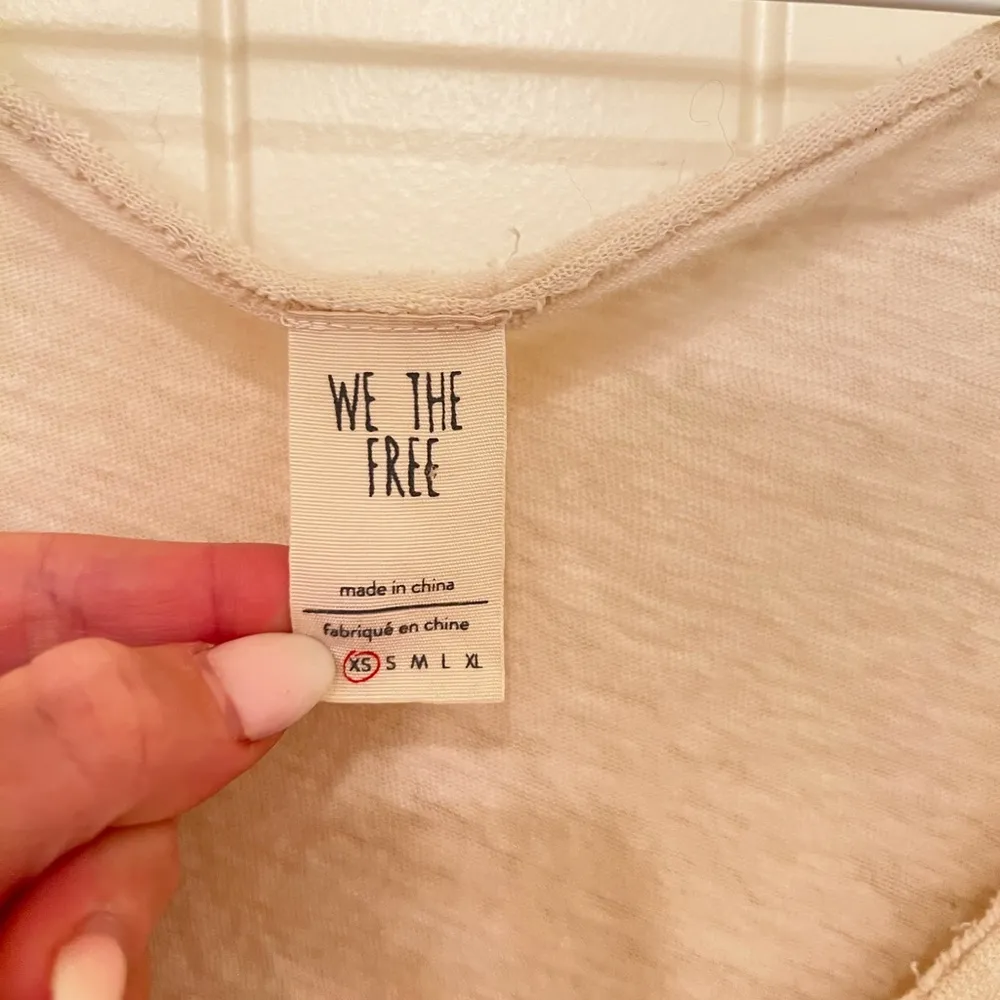 WE THE
FREE
made in china
fabriqué en chine
XS S M L XL